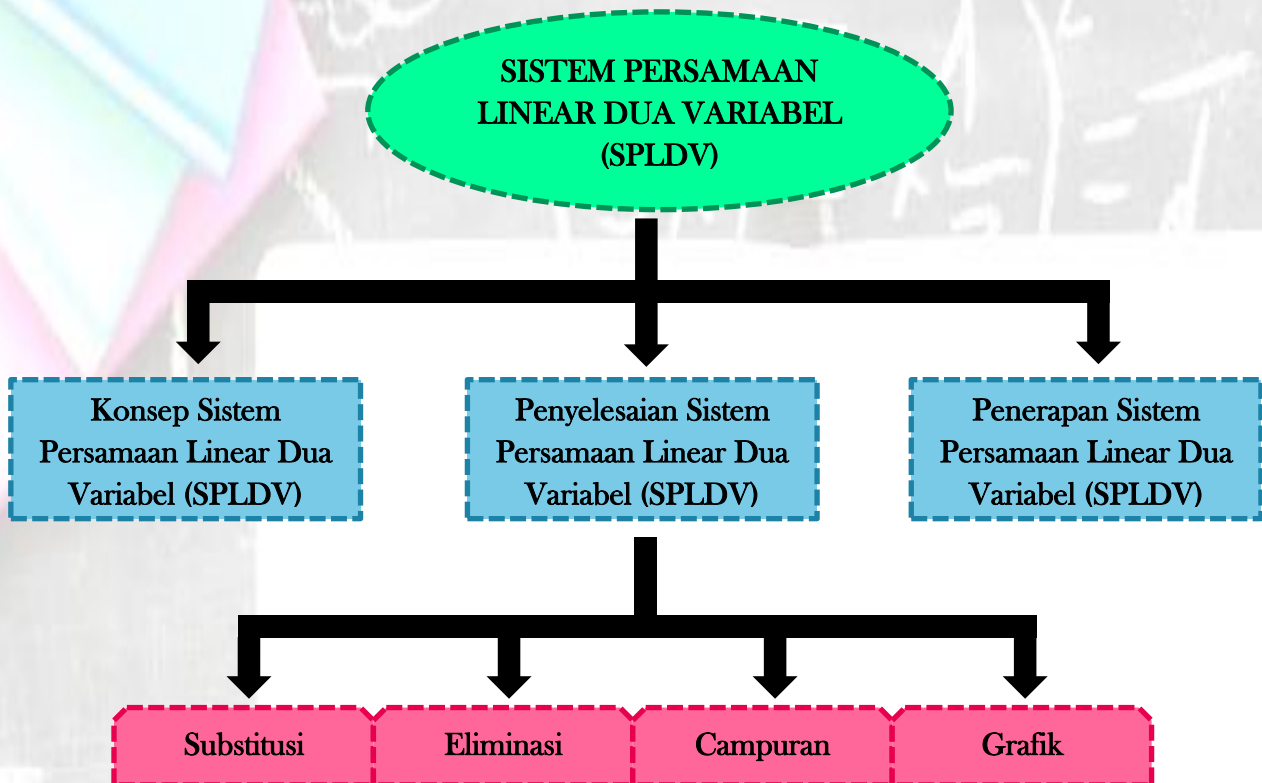 SISTEM PERSAMAAN
LINEAR DUA VARIABEL
(SPLDV)
Konsep Sistem
Persamaan Linear Dua
Variabel (SPLDV)
Penyelesaian Sistem
Persamaan Linear Dua
Variabel (SPLDV)
Penerapan Sistem
Persamaan Linear Dua
Variabel (SPLDV)
Substitusi
Eliminasi
Campuran
Grafik